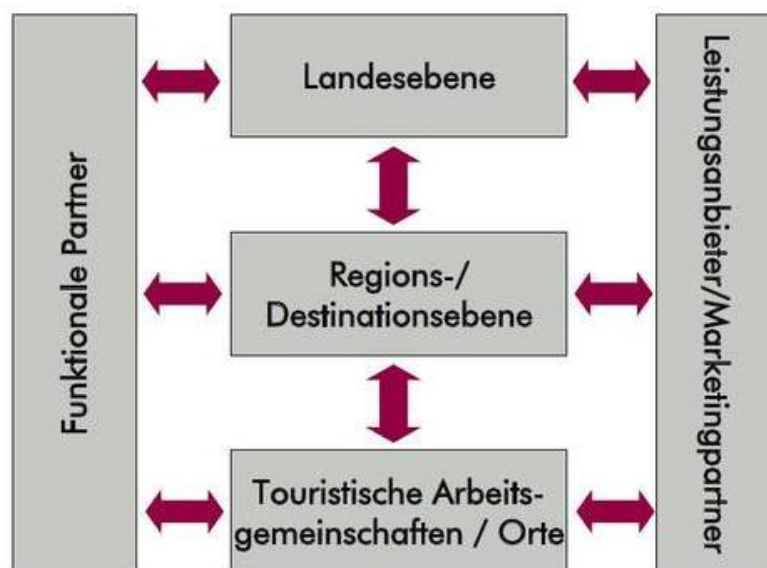 Funktionale Partner
Landesebene
Regions-/
Destinationsebene
Touristische Arbeits-
gemeinschaften / Orte
Leistungsanbieter/Marketingpartner